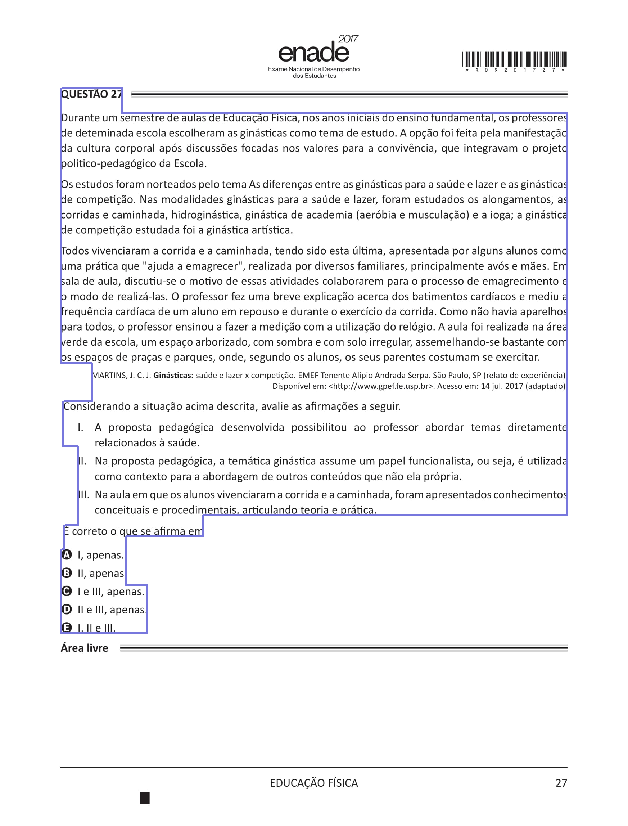 2017
enade
Exame Nacional de Desempenho
dos Estudantes
*R0620172 7*
QUESTÃO 27
Durante um semestre de aulas de Educação Física, nos anos iniciais do ensino fundamental, os professores
de deteminada escola escolheram as ginásticas como tema de estudo. A opção foi feita pela manifestação
da cultura corporal após discussões focadas nos valores para a convivência, que integravam o projeto
político-pedagógico da Escola.
Os estudos foram norteados pelo tema As diferenças entre as ginásticas para a saúde e lazer e as ginásticas
de competição. Nas modalidades ginásticas para a saúde e lazer, foram estudados os alongamentos, as
corridas e caminhada, hidroginástica, ginástica de academia (aeróbia e musculação) e a ioga; a ginástica
de competição estudada foi a ginástica artística.
Todos vivenciaram a corrida e a caminhada, tendo sido esta última, apresentada por alguns alunos como
uma prática que "ajuda a emagrecer", realizada por diversos familiares, principalmente avós e mães. Em
sala de aula, discutiu-se o motivo de essas atividades colaborarem para o processo de emagrecimento e
o modo de realizá-las. O professor fez uma breve explicação acerca dos batimentos cardíacos e mediu a
frequência cardíaca de um aluno em repouso e durante o exercício da corrida. Como não havia aparelhos
para todos, o professor ensinou a fazer a medição com a utilização do relógio. A aula foi realizada na área
verde da escola, um espaço arborizado, com sombra e com solo irregular, assemelhando-se bastante com
os espaços de praças e parques, onde, segundo os alunos, os seus parentes costumam se exercitar.
MARTINS, J. C. J. Ginásticas: saúde e lazer x competição. EMEF Tenente Alípio Andrada Serpa. São Paulo, SP (relato de experiência).
Disponível em: <http://www.gpef.fe.usp.br>. Acesso em: 14 jul. 2017 (adaptado).
Considerando a situação acima descrita, avalie as afirmações a seguir.
I. A proposta pedagógica desenvolvida possibilitou ao professor abordar temas diretamente
relacionados à saúde.
II. Na proposta pedagógica, a temática ginástica assume um papel funcionalista, ou seja, é utilizada
como contexto para a abordagem de outros conteúdos que não ela própria.
III. Na aula em que os alunos vivenciaram a corrida e a caminhada, foram apresentados conhecimentos
conceituais e procedimentais, articulando teoria e prática.
É correto o que se afirma em
A I, apenas.
B II, apenas.
C I e III, apenas.
D II e III, apenas.
E I, II e III.
Área livre
EDUCAÇÃO FÍSICA
27